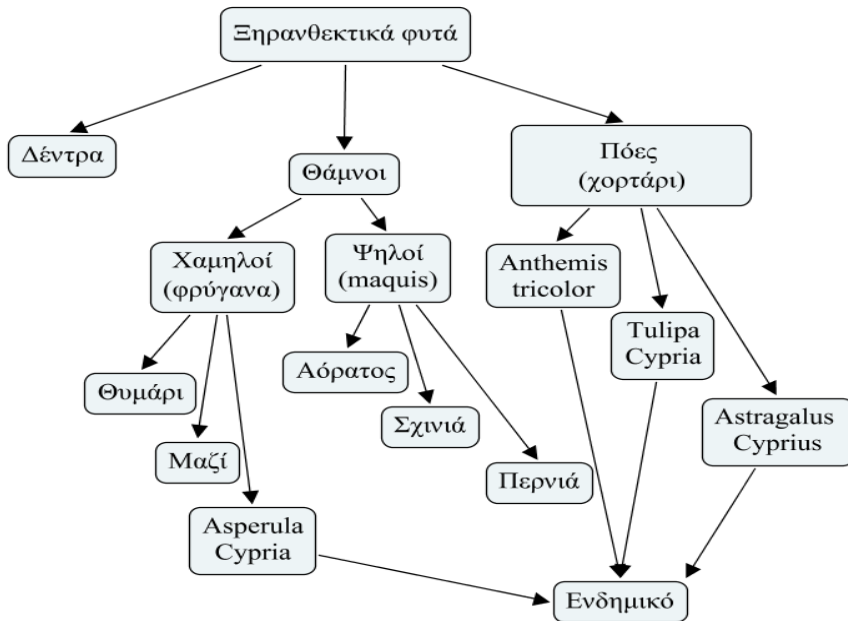 Ξηρανθεκτικά φυτά
Δέντρα
Θάμνοι
Πόες
(χορτάρι)
Χαμηλοί
(φρύγανα)
Ψηλοί
(maquis)
Anthemis
tricolor
Tulipa
Cypria
Αόρατος
Θυμάρι
Σχινιά
Astragalus
Cyprius
Μαζί
Περνιά
Asperula
Cypria
Ενδημικό